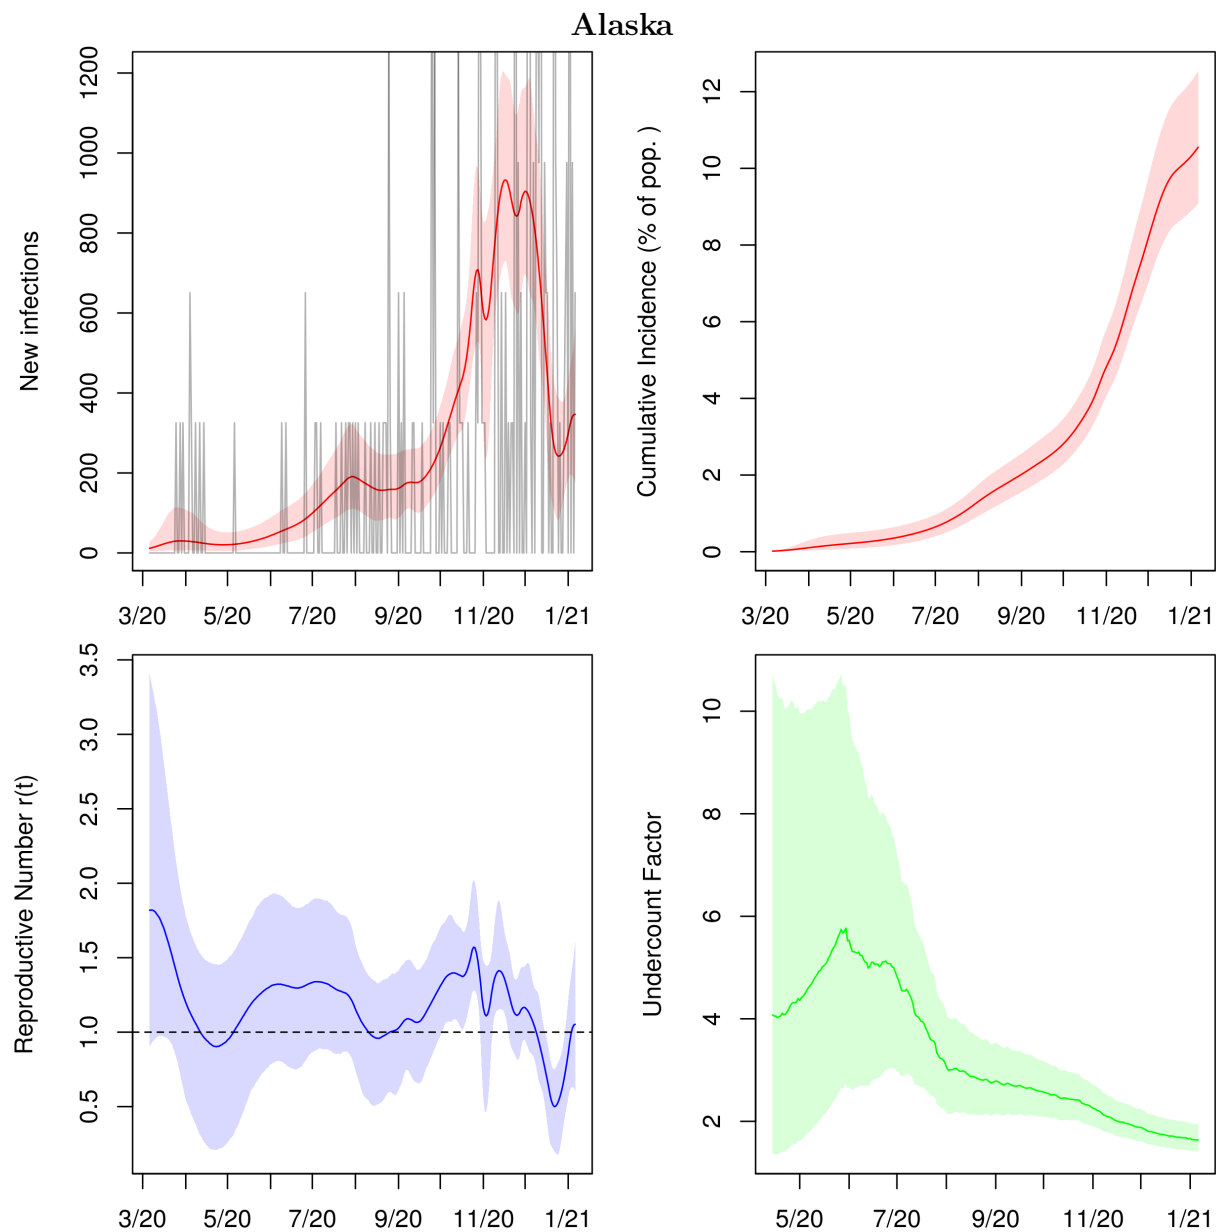 Alaska
New infections
0 200 400 600 800 1000 1200
3/20 5/20 7/20 9/20 11/20 1/21
Cumulative Incidence (% of pop. )
0 2 4 6 8 10 12
3/20 5/20 7/20 9/20 11/20 1/21
Reproductive Number r(t)
0.5 1.0 1.5 2.0 2.5 3.0 3.5
3/20 5/20 7/20 9/20 11/20 1/21
Undercount Factor
2 4 6 8 10
5/20 7/20 9/20 11/20 1/21